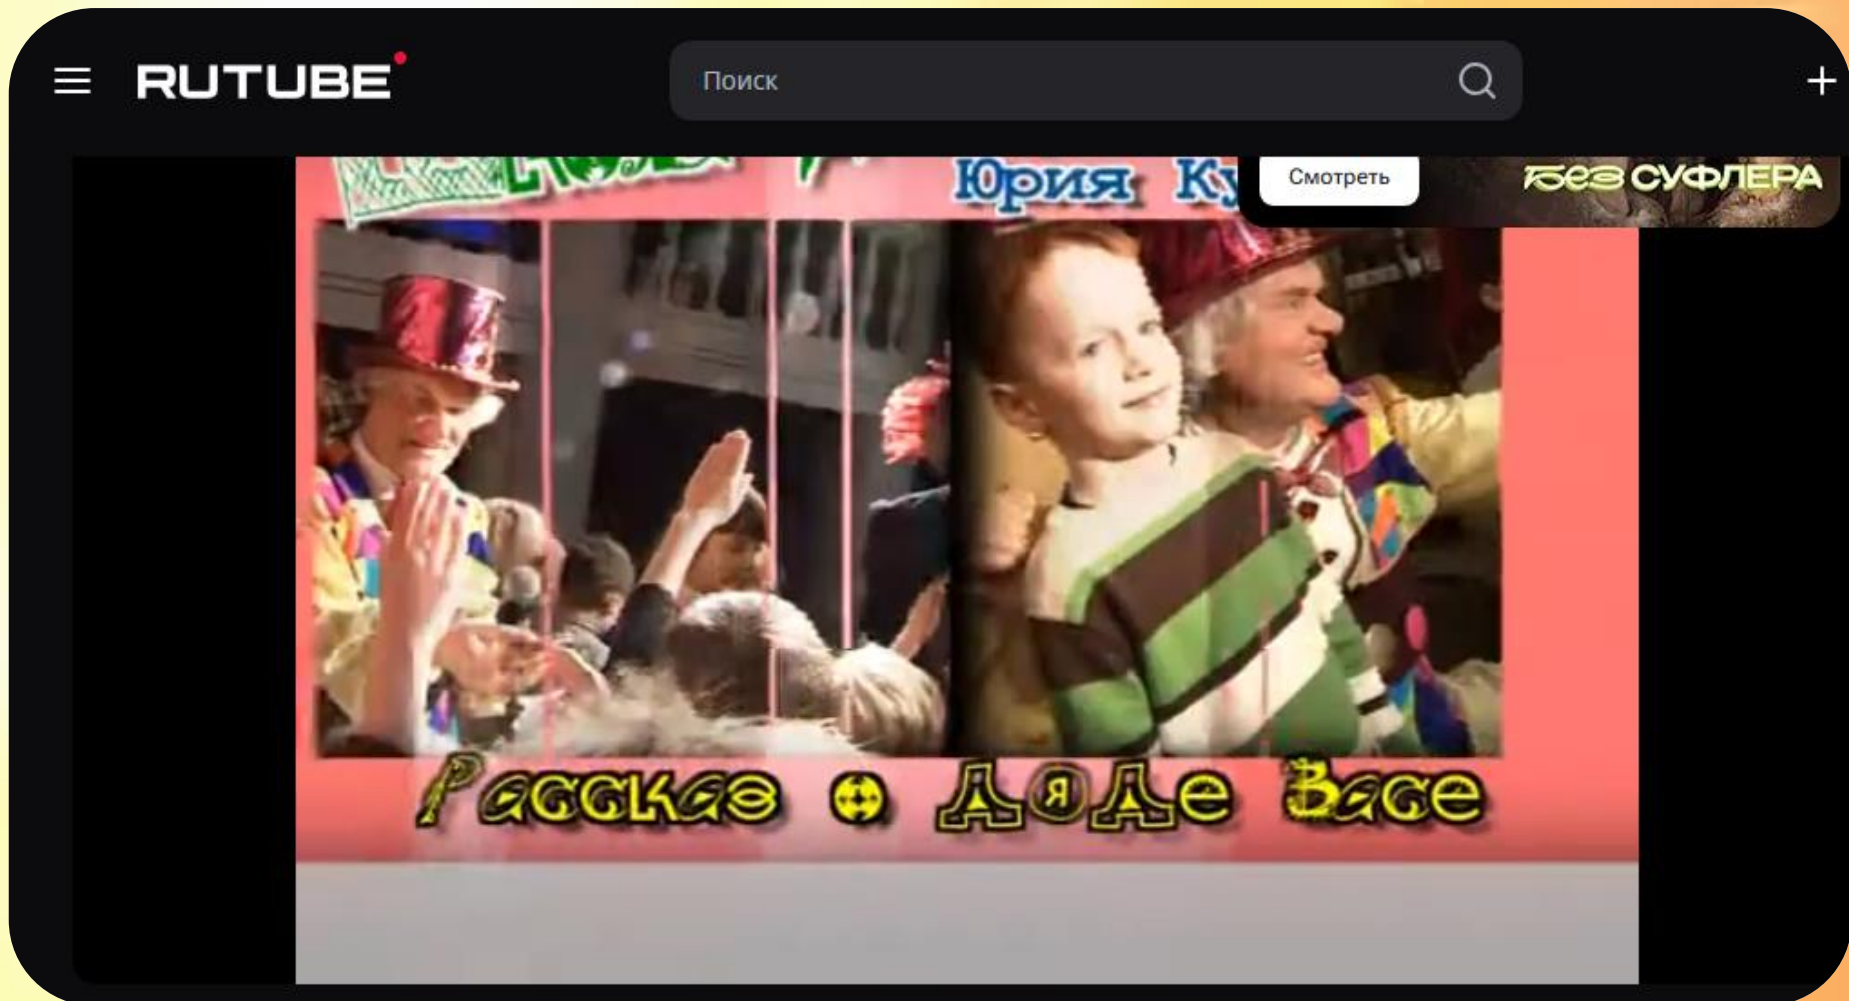 RUTUBE
Поиск
Юрия
Смотреть
без СУФЛЕРА
Рассказ о Дяде Васе